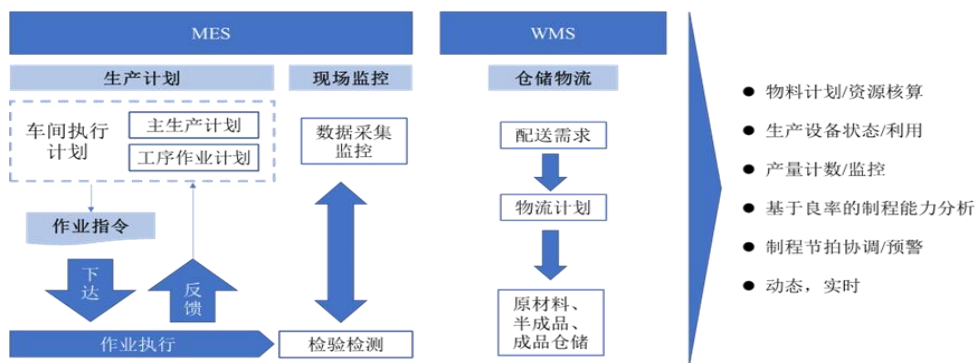 MES
WMS
生产计划
现场监控
仓储物流
车间执行
计划
主生产计划
工序作业计划
数据采集
监控
作业指令
下
达
反
馈
作业执行
检验检测
配送需求
物流计划
原材料、
半成品、
成品仓储
物料计划/资源核算
生产设备状态/利用
产量计数/监控
基于良率的制程能力分析
制程节拍协调/预警
动态，实时